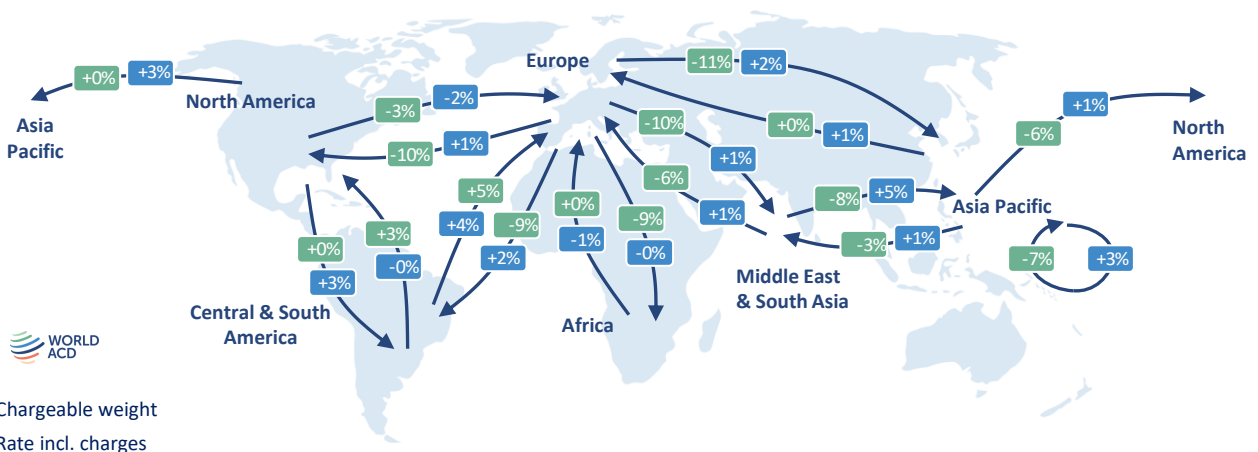 Europe
-11%
+2%
+0%
+3%
North America
Asia
Pacific
-3%
-2%
-10%
+1%
-10%
+1%
+0%
+1%
-6%
+1%
North
America
+5%
+4%
-9%
+2%
+0%
-1%
-9%
-0%
-6%
+1%
-8%
+5%
Asia Pacific
-3%
+1%
-7%
+3%
+0%
+3%
+3%
-0%
Middle East
& South Asia
Central & South
America
Africa
WORLD
ACD
Chargeable weight
Rate incl. charges